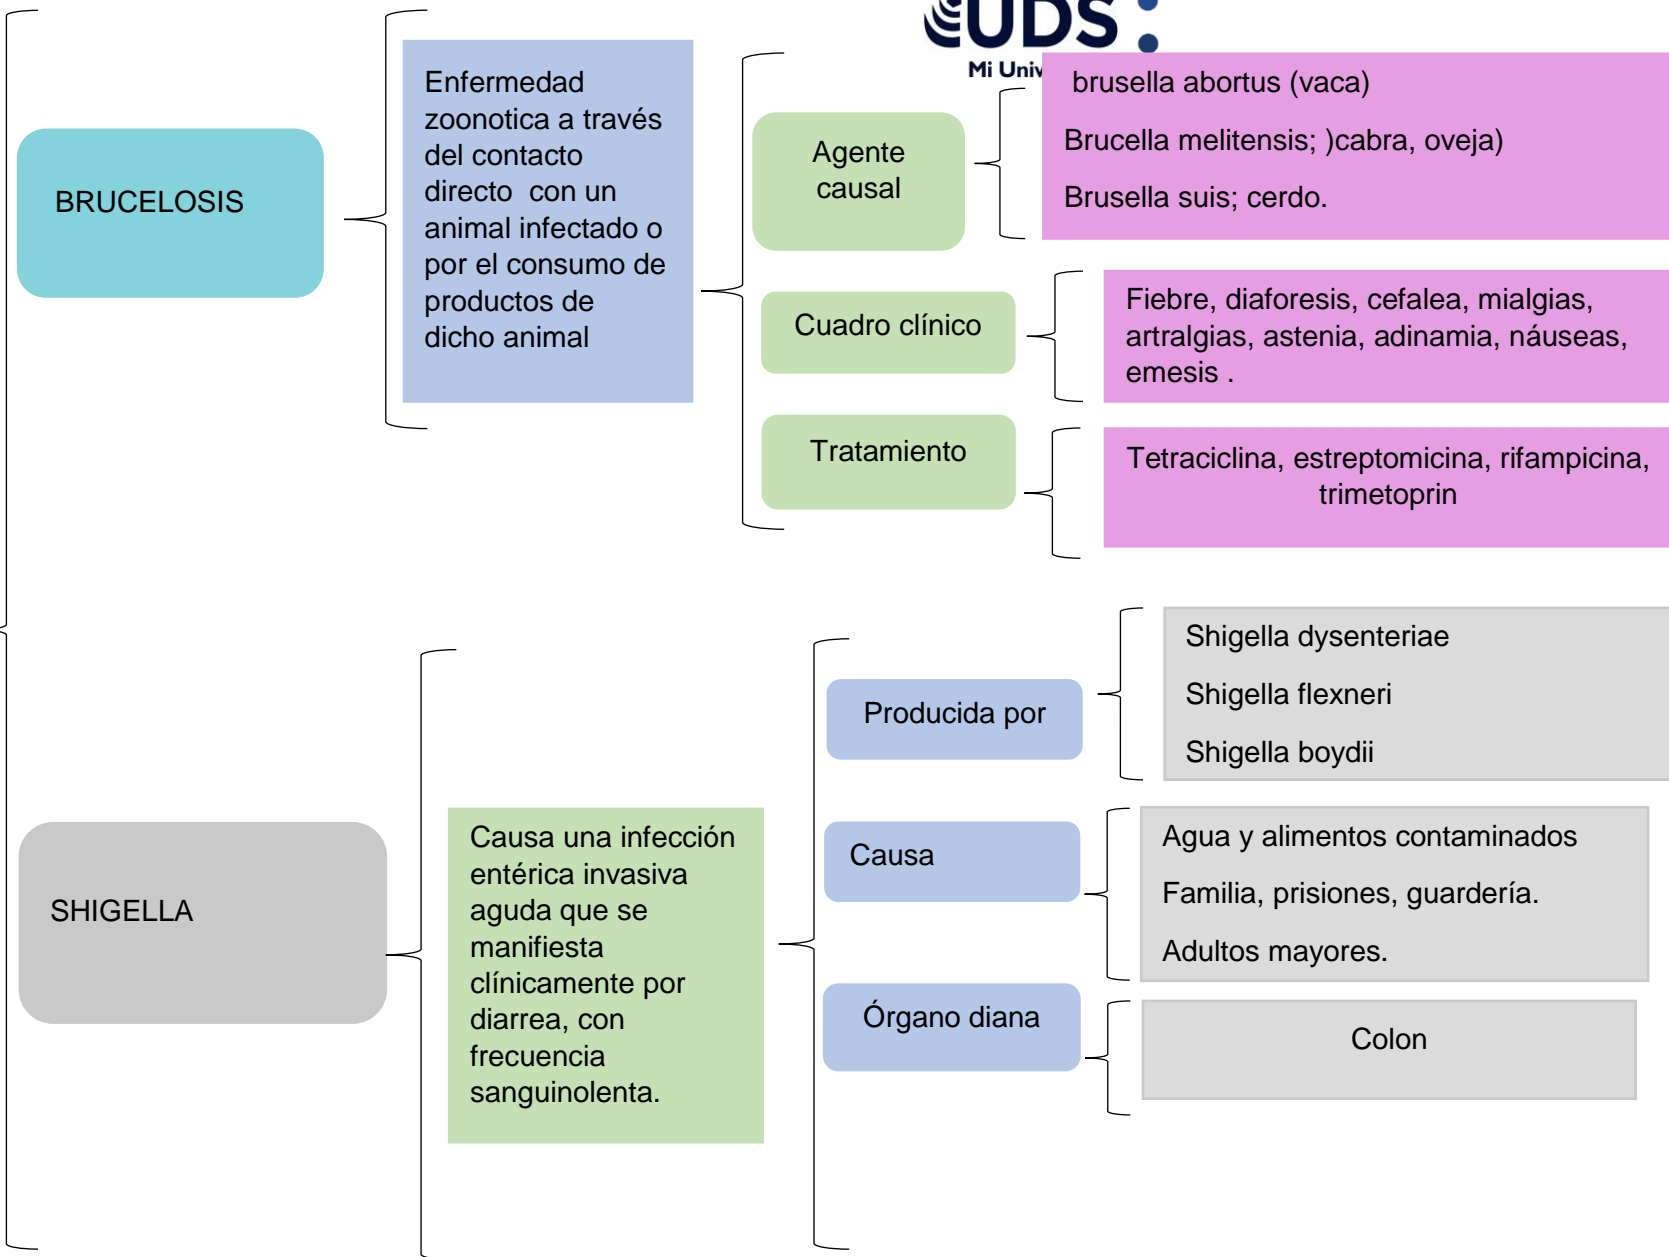 UDS
Mi Univ
BRUCELOSIS
Enfermedad
zoonotica a través
del contacto
directo con un
animal infectado o
por el consumo de
productos de
dicho animal
Agente
causal
brusella abortus (vaca)
Brucella melitensis; )cabra, oveja)
Brusella suis; cerdo.
Cuadro clínico
Fiebre, diaforesis, cefalea, mialgias,
artralgias, astenia, adinamia, náuseas,
emesis .
Tratamiento
Tetraciclina, estreptomicina, rifampicina,
trimetoprin
SHIGELLA
Causa una infección
entérica invasiva
aguda que se
manifiesta
clínicamente por
diarrea, con
frecuencia
sanguinolenta.
Producida por
Shigella dysenteriae
Shigella flexneri
Shigella boydii
Causa
Agua y alimentos contaminados
Familia, prisiones, guardería.
Adultos mayores.
Órgano diana
Colon